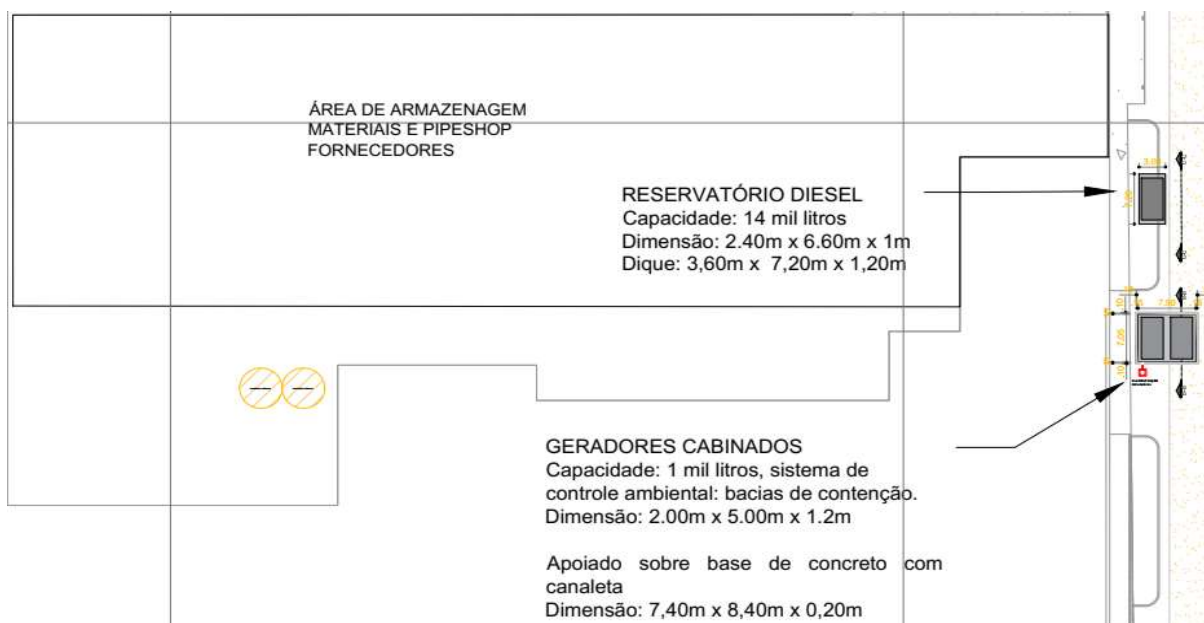 ÁREA DE ARMAZENAGEM
MATERIAIS E PIPESHOP
FORNECEDORES
RESERVATÓRIO DIESEL
Capacidade: 14 mil litros
Dimensão: 2.40m x 6.60m x 1m
Dique: 3,60m x 7,20m x 1,20m
GERADORES CABINADOS
Capacidade: 1 mil litros, sistema de
controle ambiental: bacias de contenção.
Dimensão: 2.00m x 5.00m x 1.2m
Apoiado sobre base de concreto com
canaleta
Dimensão: 7,40m x 8,40m x 0,20m